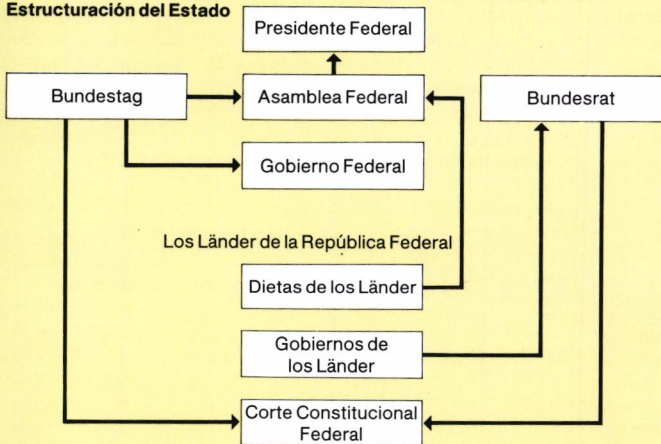 Estructuración del Estado
Presidente Federal
Bundestag
Asamblea Federal
Bundesrat
Gobierno Federal
Los Länder de la República Federal
Dietas de los Länder
Gobiernos de
los Länder
Corte Constitucional
Federal